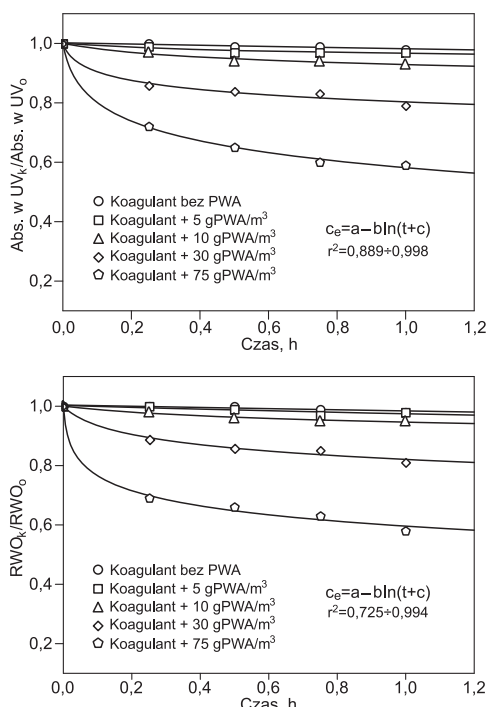 Abs. w UVₖ/Abs. w UVₒ
1,0
0,8
0,6
0,4
0,2
Koagulant bez PWA
Koagulant + 5 gPWA/m³
Koagulant + 10 gPWA/m³
Koagulant + 30 gPWA/m³
Koagulant + 75 gPWA/m³
cₑ=a−bln(t+c)
r²=0,889÷0,998
0,0 0,2 0,4 0,6 0,8 1,0 1,2
Czas, h
RWOₖ/RWOₒ
1,0
0,8
0,6
0,4
0,2
Koagulant bez PWA
Koagulant + 5 gPWA/m³
Koagulant + 10 gPWA/m³
Koagulant + 30 gPWA/m³
Koagulant + 75 gPWA/m³
cₑ=a−bln(t+c)
r²=0,725÷0,994
0,0 0,2 0,4 0,6 0,8 1,0 1,2
Czas, h